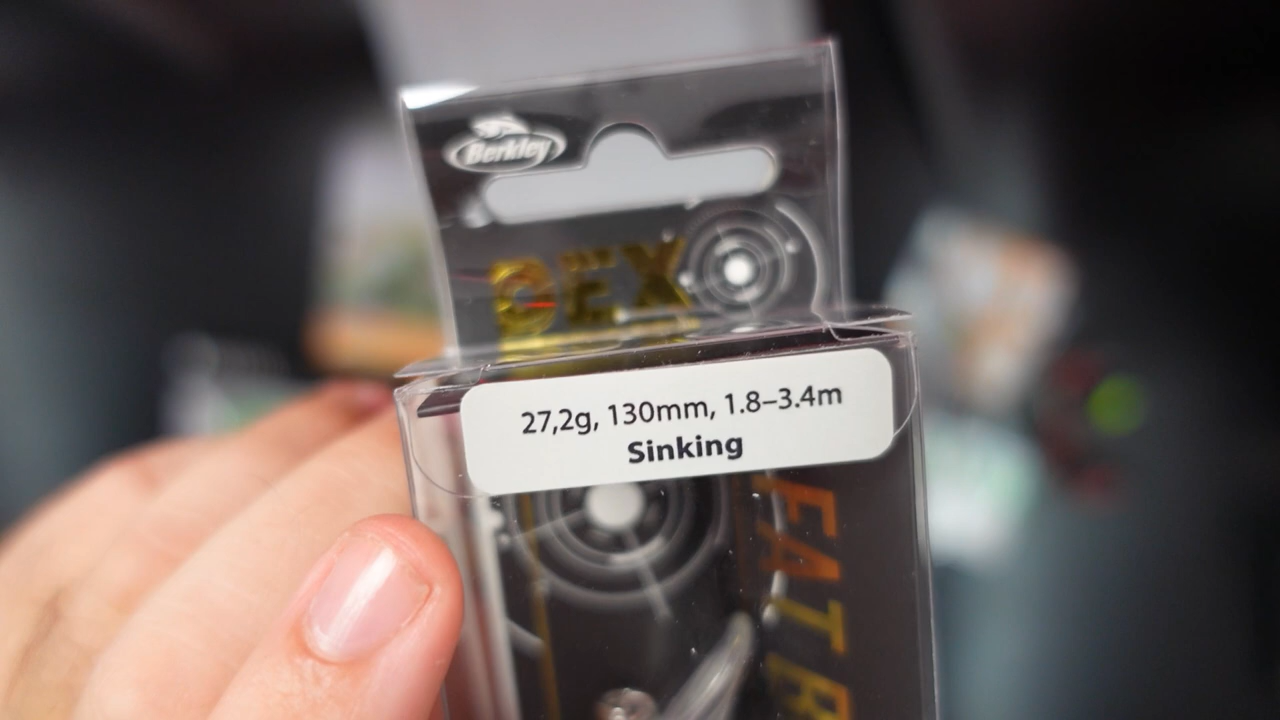 Berkley
DEX
27,2g, 130mm, 1.8–3.4m
Sinking